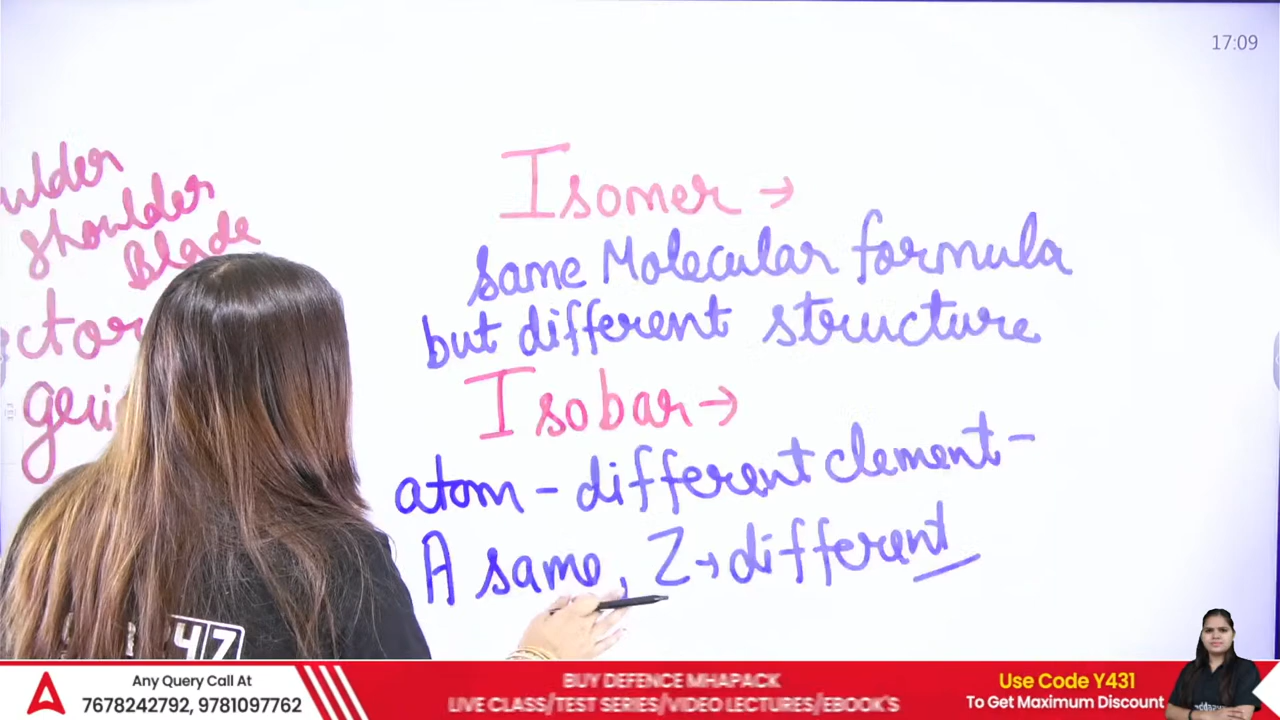 17:09
shoulder
Blade
Isomer →
same Molecular formula
but different structure
Isobar →
atom - different element -
A same, Z → different
Any Query Call At
7678242792, 9781097762
BUY DEFENCE MHAPACK
LIVE CLASS/TEST SERIES/VIDEO LECTURES/EBOOK'S
Use Code Y431
To Get Maximum Discount